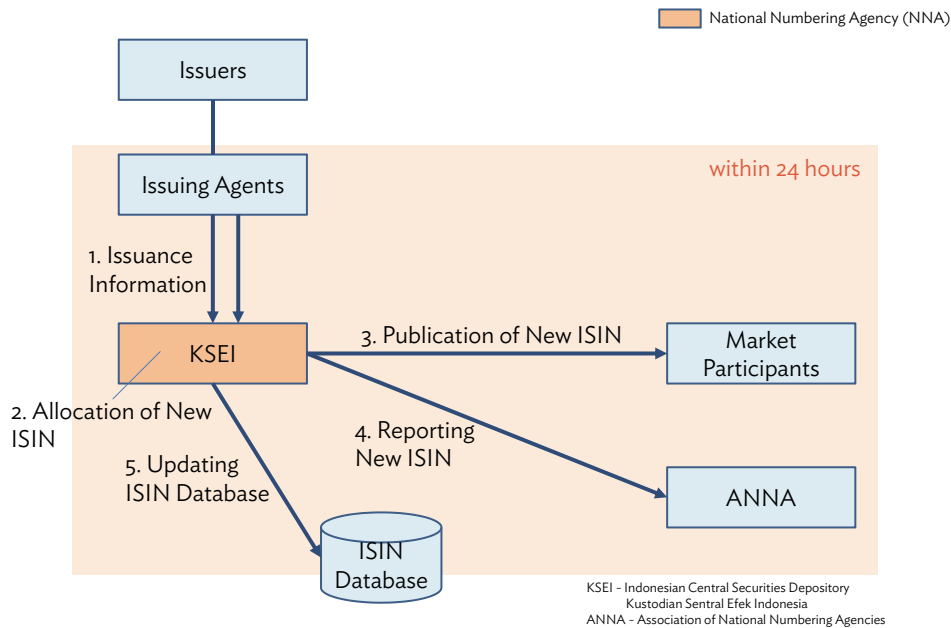 National Numbering Agency (NNA)
Issuers
within 24 hours
Issuing Agents
1. Issuance
Information
3. Publication of New ISIN
KSEI
Market
Participants
2. Allocation of New
ISIN
4. Reporting
New ISIN
5. Updating
ISIN Database
ANNA
ISIN
Database
KSEI - Indonesian Central Securities Depository
Kustodian Sentral Efek Indonesia
ANNA - Association of National Numbering Agencies